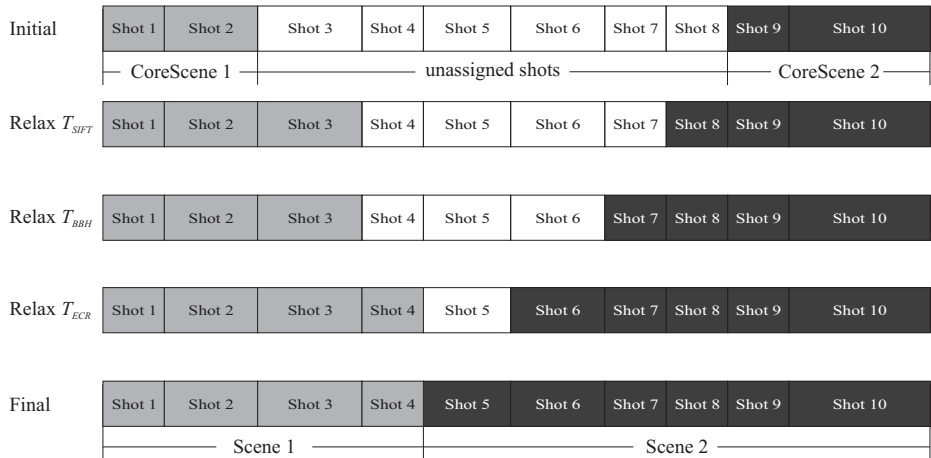 Initial Shot 1 Shot 2 Shot 3 Shot 4 Shot 5 Shot 6 Shot 7 Shot 8 Shot 9 Shot 10
CoreScene 1 unassigned shots CoreScene 2
Relax T_SIFT Shot 1 Shot 2 Shot 3 Shot 4 Shot 5 Shot 6 Shot 7 Shot 8 Shot 9 Shot 10
Relax T_BBH Shot 1 Shot 2 Shot 3 Shot 4 Shot 5 Shot 6 Shot 7 Shot 8 Shot 9 Shot 10
Relax T_ECR Shot 1 Shot 2 Shot 3 Shot 4 Shot 5 Shot 6 Shot 7 Shot 8 Shot 9 Shot 10
Final Shot 1 Shot 2 Shot 3 Shot 4 Shot 5 Shot 6 Shot 7 Shot 8 Shot 9 Shot 10
Scene 1 Scene 2